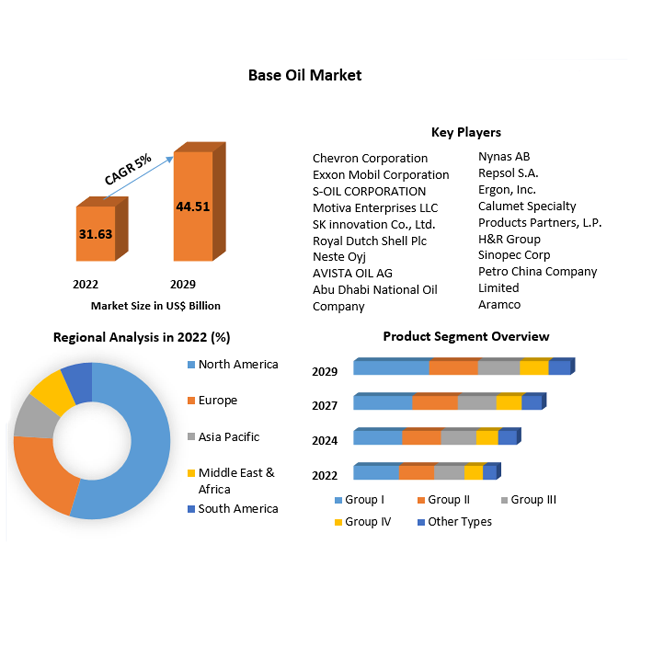 Base Oil Market
CAGR 5%
31.63
44.51
2022
2029
Market Size in US$ Billion
Key Players
Chevron Corporation
Exxon Mobil Corporation
S-OIL CORPORATION
Motiva Enterprises LLC
SK innovation Co., Ltd.
Royal Dutch Shell Plc
Neste Oyj
AVISTA OIL AG
Abu Dhabi National Oil
Company
Nynas AB
Repsol S.A.
Ergon, Inc.
Calumet Specialty
Products Partners, L.P.
H&R Group
Sinopec Corp
Petro China Company
Limited
Aramco
Regional Analysis in 2022 (%)
North America
Europe
Asia Pacific
Middle East &
Africa
South America
Product Segment Overview
2029
2027
2024
2022
Group I
Group II
Group III
Group IV
Other Types